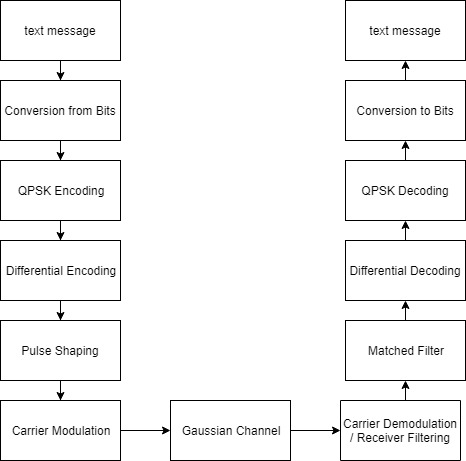 text message
Conversion from Bits
QPSK Encoding
Differential Encoding
Pulse Shaping
Carrier Modulation
Gaussian Channel
Carrier Demodulation
/ Receiver Filtering
Matched Filter
Differential Decoding
QPSK Decoding
Conversion to Bits
text message